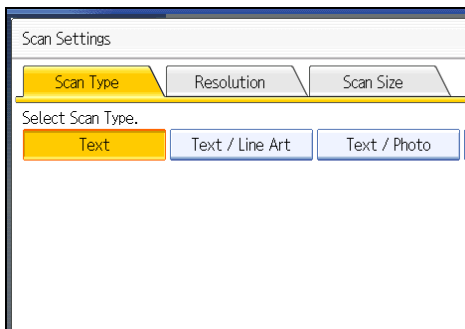 Scan Settings
Scan Type Resolution Scan Size
Select Scan Type.
Text Text / Line Art Text / Photo